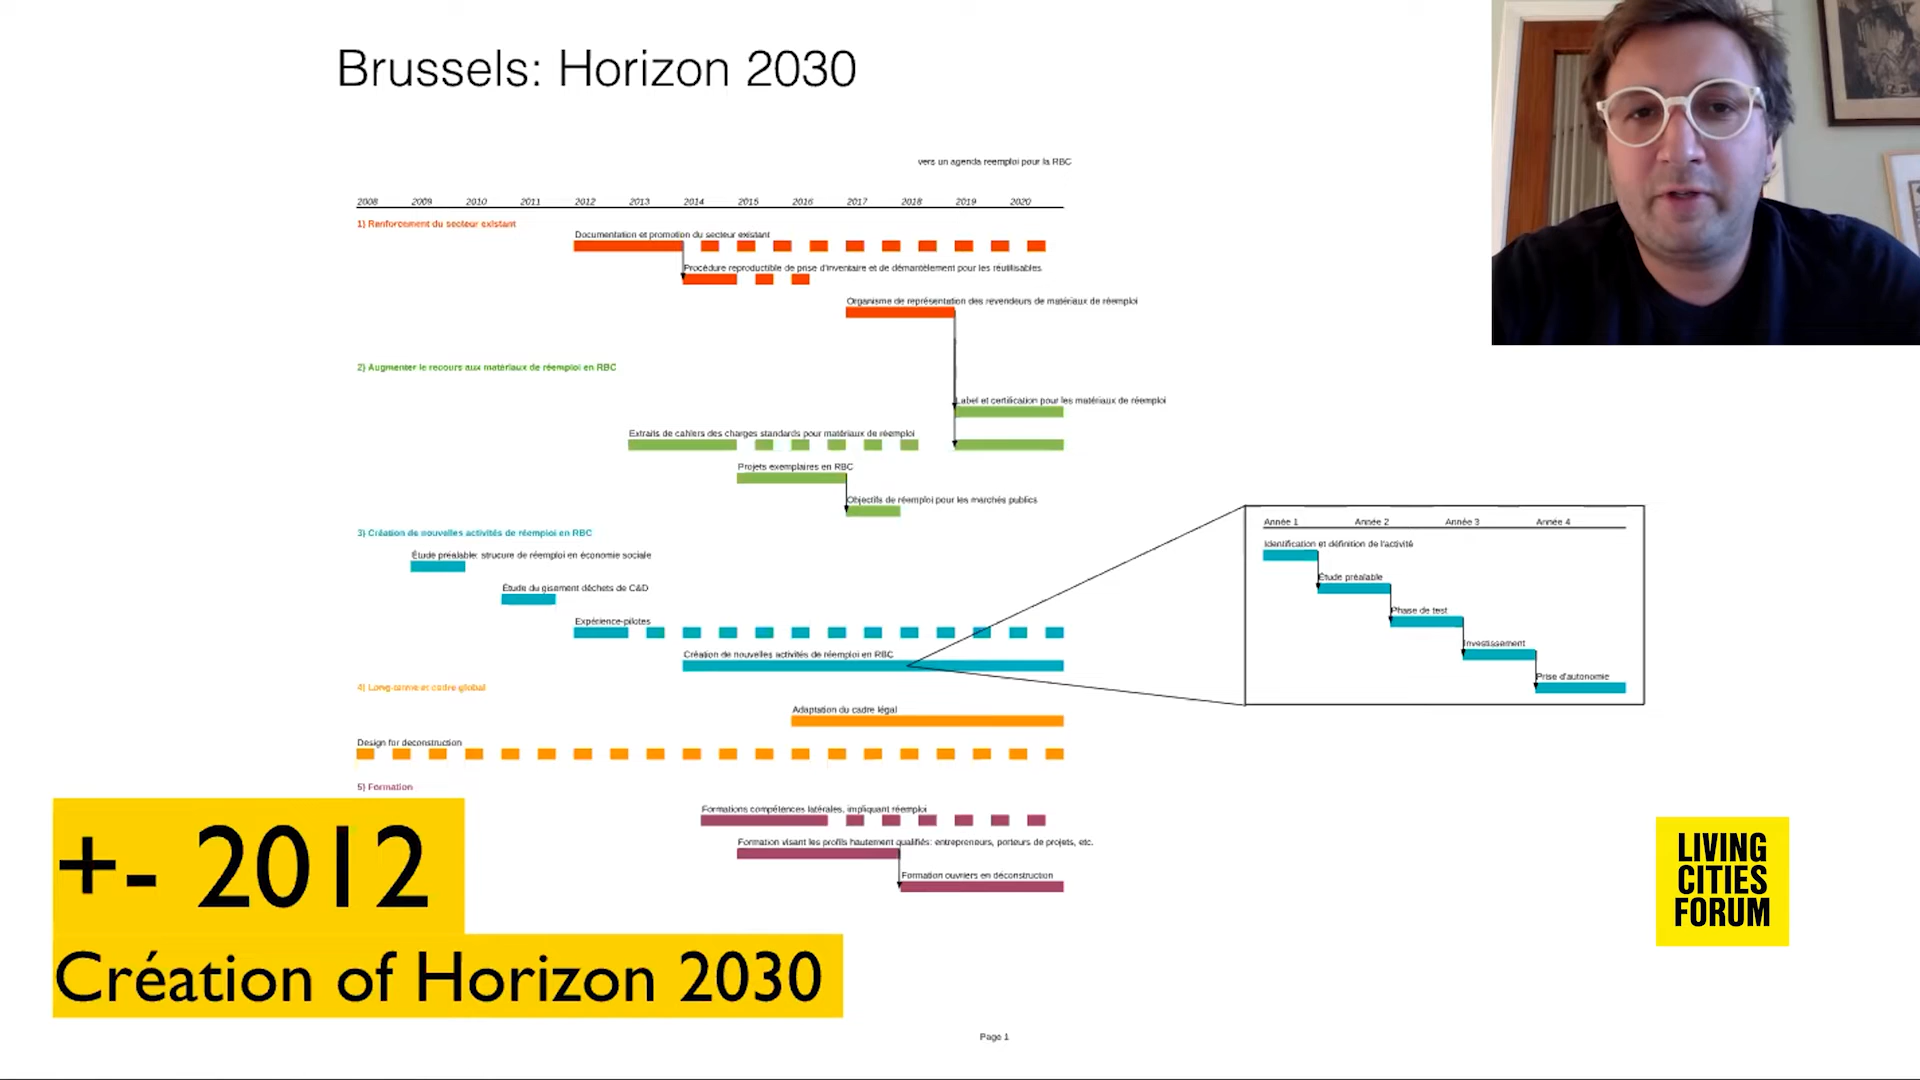 Brussels: Horizon 2030
vers un agenda reemploi pour la RBC
2008 2009 2010 2011 2012 2013 2014 2015 2016 2017 2018 2019 2020
1) Renforcement du secteur existant
Documentation et promotion du secteur existant
Procédure reproductible de prise d'inventaire et de démantèlement pour les réutilisables.
Organisme de représentation des revendeurs de matériaux de réemploi
2) Augmenter le recours aux matériaux de réemploi en RBC
Label et certification pour les matériaux de réemploi
Extraits de cahiers des charges standards pour matériaux de réemploi
Projets exemplaires en RBC
Objectifs de réemploi pour les marchés publics
3) Création de nouvelles activités de réemploi en RBC
Étude préalable: strucure de réemploi en économie sociale
Étude du gisement déchets de C&D
Expérience-pilotes
Création de nouvelles activités de réemploi en RBC
Année 1 Année 2 Année 3 Année 4
Identification et définition de l'activité
Étude préalable
Phase de test
Investissement
Prise d'autonomie
4) Long-terme et cadre global
Adaptation du cadre légal
Design for deconstruction
5) Formation
Formations compétences latérales, impliquant réemploi
Formation visant les profils hautement qualifiés: entrepreneurs, porteurs de projets, etc.
Formation ouvriers en déconstruction
+- 2012
Création of Horizon 2030
LIVING
CITIES
FORUM
Page 1